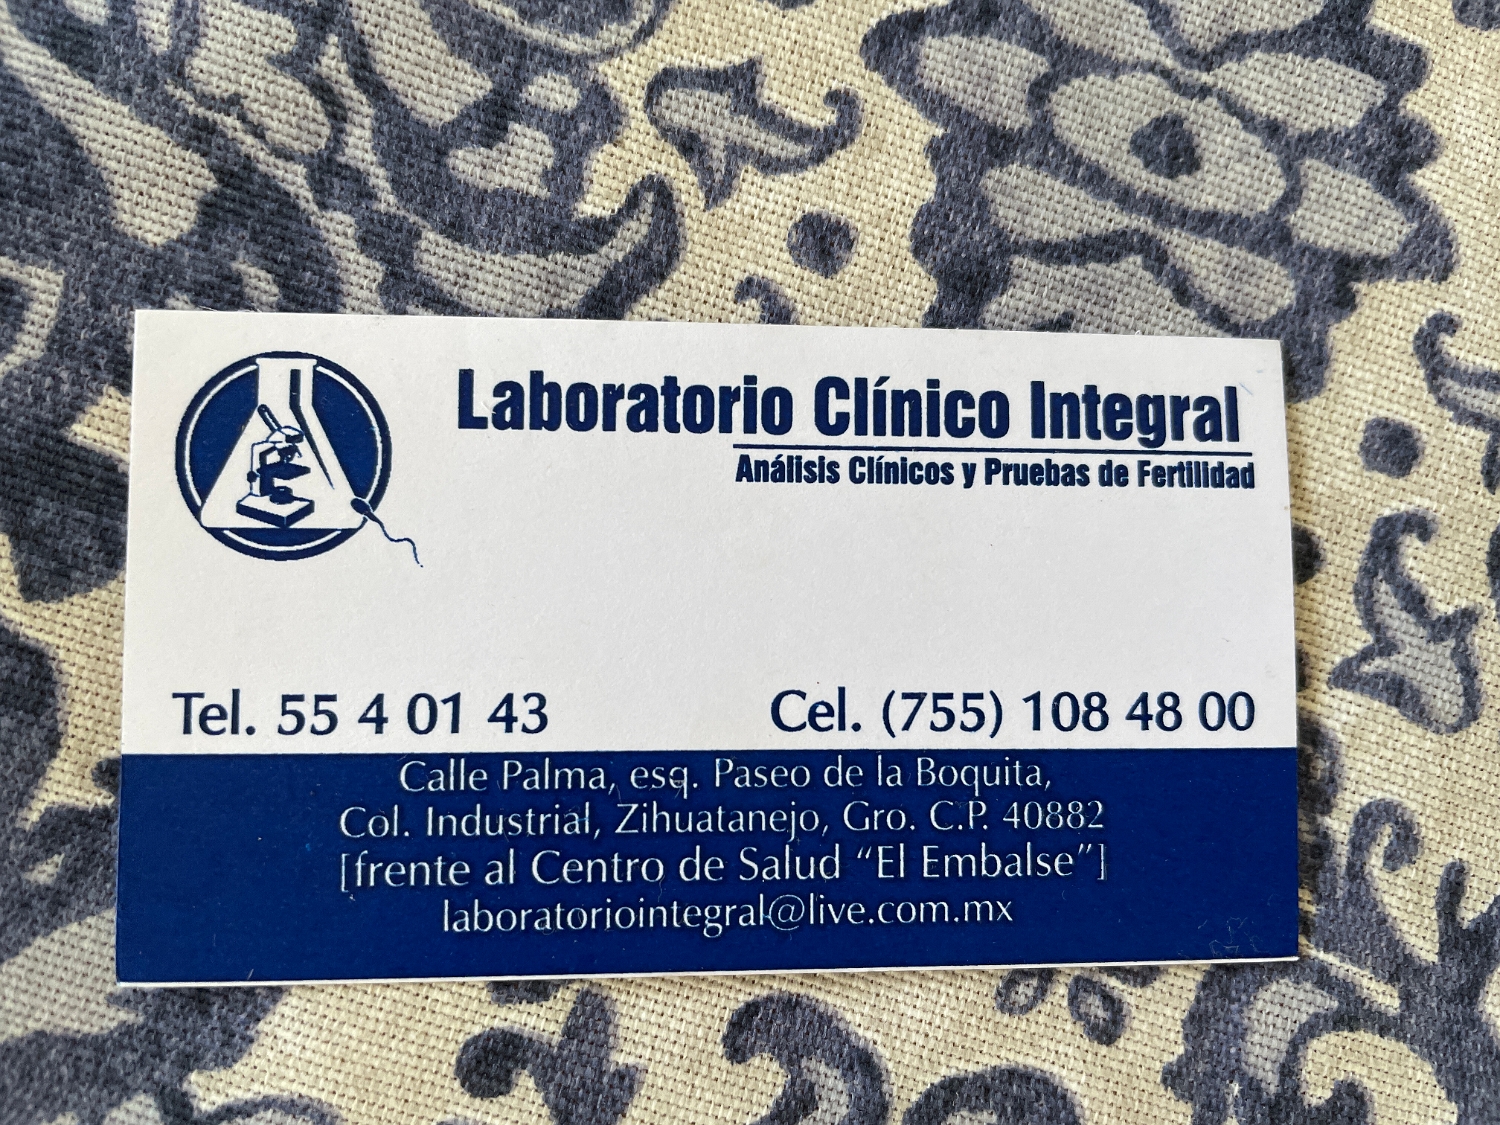 Laboratorio Clínico Integral
Análisis Clínicos y Pruebas de Fertilidad
Tel. 55 4 01 43
Cel. (755) 108 48 00
Calle Palma, esq. Paseo de la Boquita,
Col. Industrial, Zihuatanejo, Gro. C.P. 40882
[frente al Centro de Salud “El Embalse”]
laboratoriointegral@live.com.mx